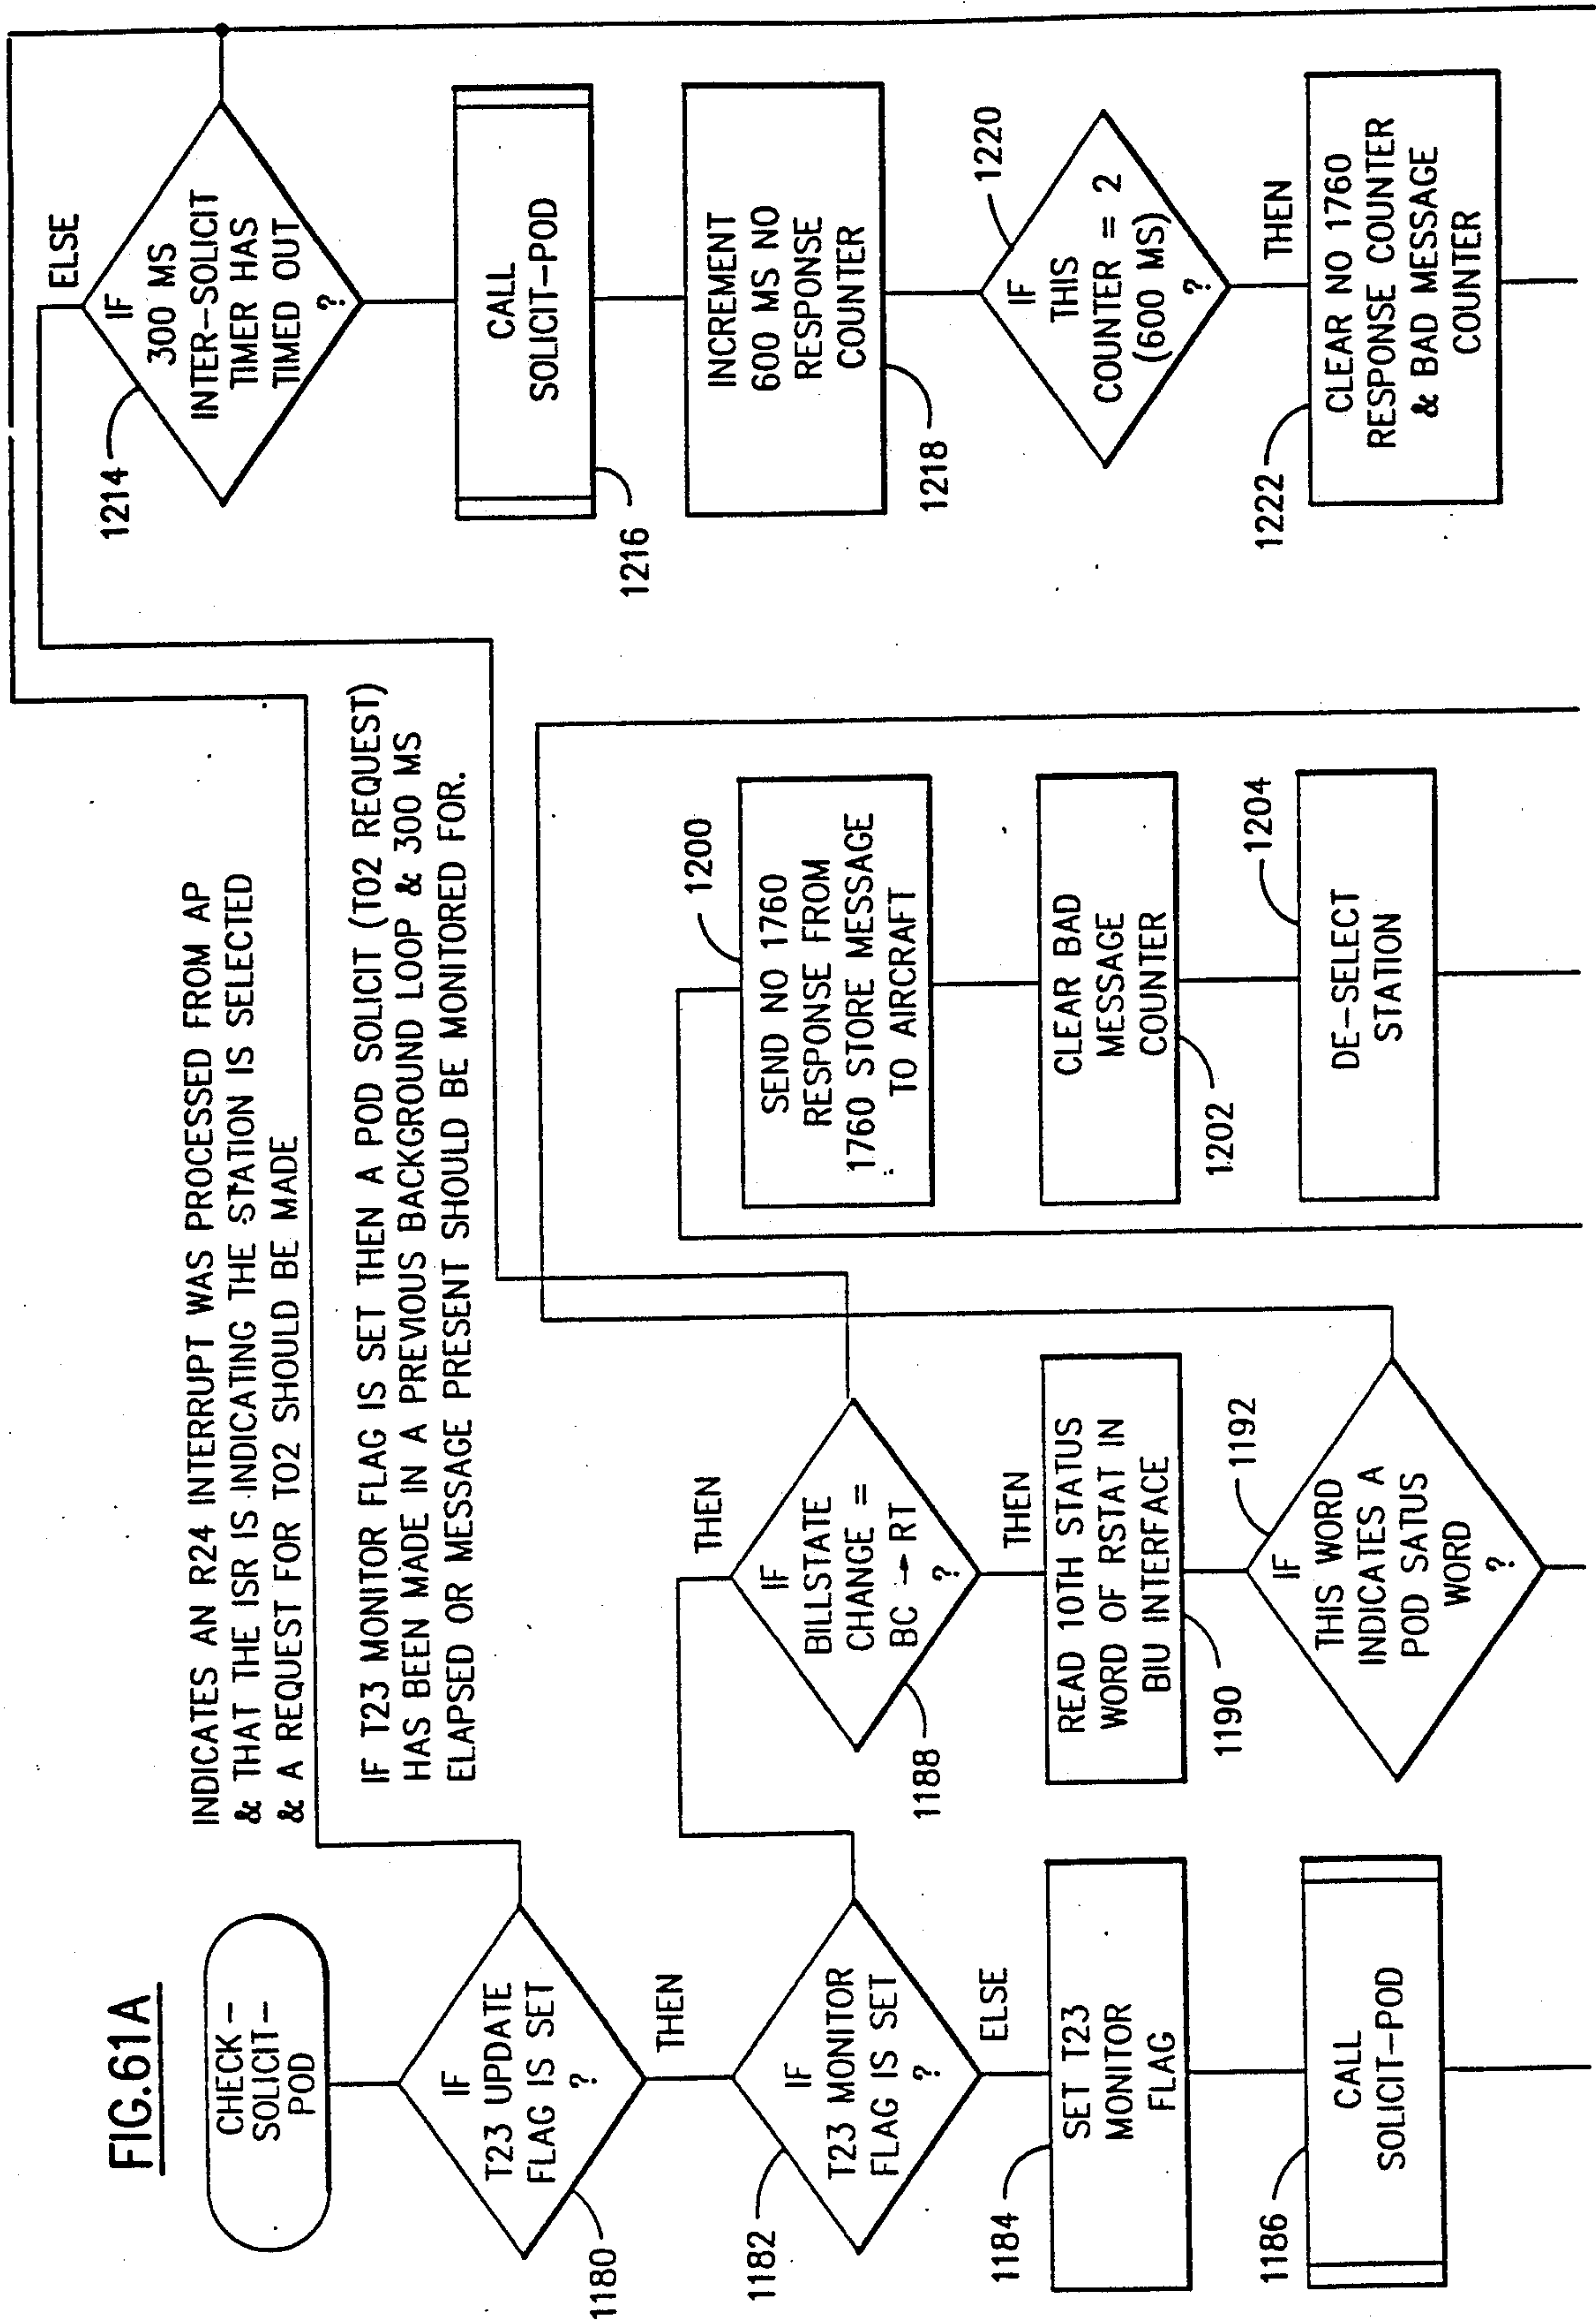 FIG.61A
CHECK-
SOLICIT-
POD
IF
T23 UPDATE
FLAG IS SET
?
1180
THEN
IF
T23 MONITOR
FLAG IS SET
?
1182
ELSE
SET T23
MONITOR
FLAG
1184
CALL
SOLICIT-POD
1186
INDICATES AN R24 INTERRUPT WAS PROCESSED FROM AP
& THAT THE ISR IS INDICATING THE STATION IS SELECTED
& A REQUEST FOR TO2 SHOULD BE MADE
IF T23 MONITOR FLAG IS SET THEN A POD SOLICIT (TO2 REQUEST)
HAS BEEN MADE IN A PREVIOUS BACKGROUND LOOP & 300 MS
ELAPSED OR MESSAGE PRESENT SHOULD BE MONITORED FOR.
THEN
IF
BILLSTATE
CHANGE =
BC → RT
?
1188
THEN
READ 10TH STATUS
WORD OF RSTAT IN
BIU INTERFACE
1190
IF
THIS WORD
INDICATES A
POD SATUS
WORD
?
1192
SEND NO 1760
RESPONSE FROM
1760 STORE MESSAGE
TO AIRCRAFT
1200
CLEAR BAD
MESSAGE
COUNTER
1202
DE-SELECT
STATION
1204
ELSE
IF
300 MS
INTER-SOLICIT
TIMER HAS
TIMED OUT
?
1214
CALL
SOLICIT-POD
1216
INCREMENT
600 MS NO
RESPONSE
COUNTER
1218
IF
THIS
COUNTER = 2
(600 MS)
?
1220
THEN
CLEAR NO 1760
RESPONSE COUNTER
& BAD MESSAGE
COUNTER
1222